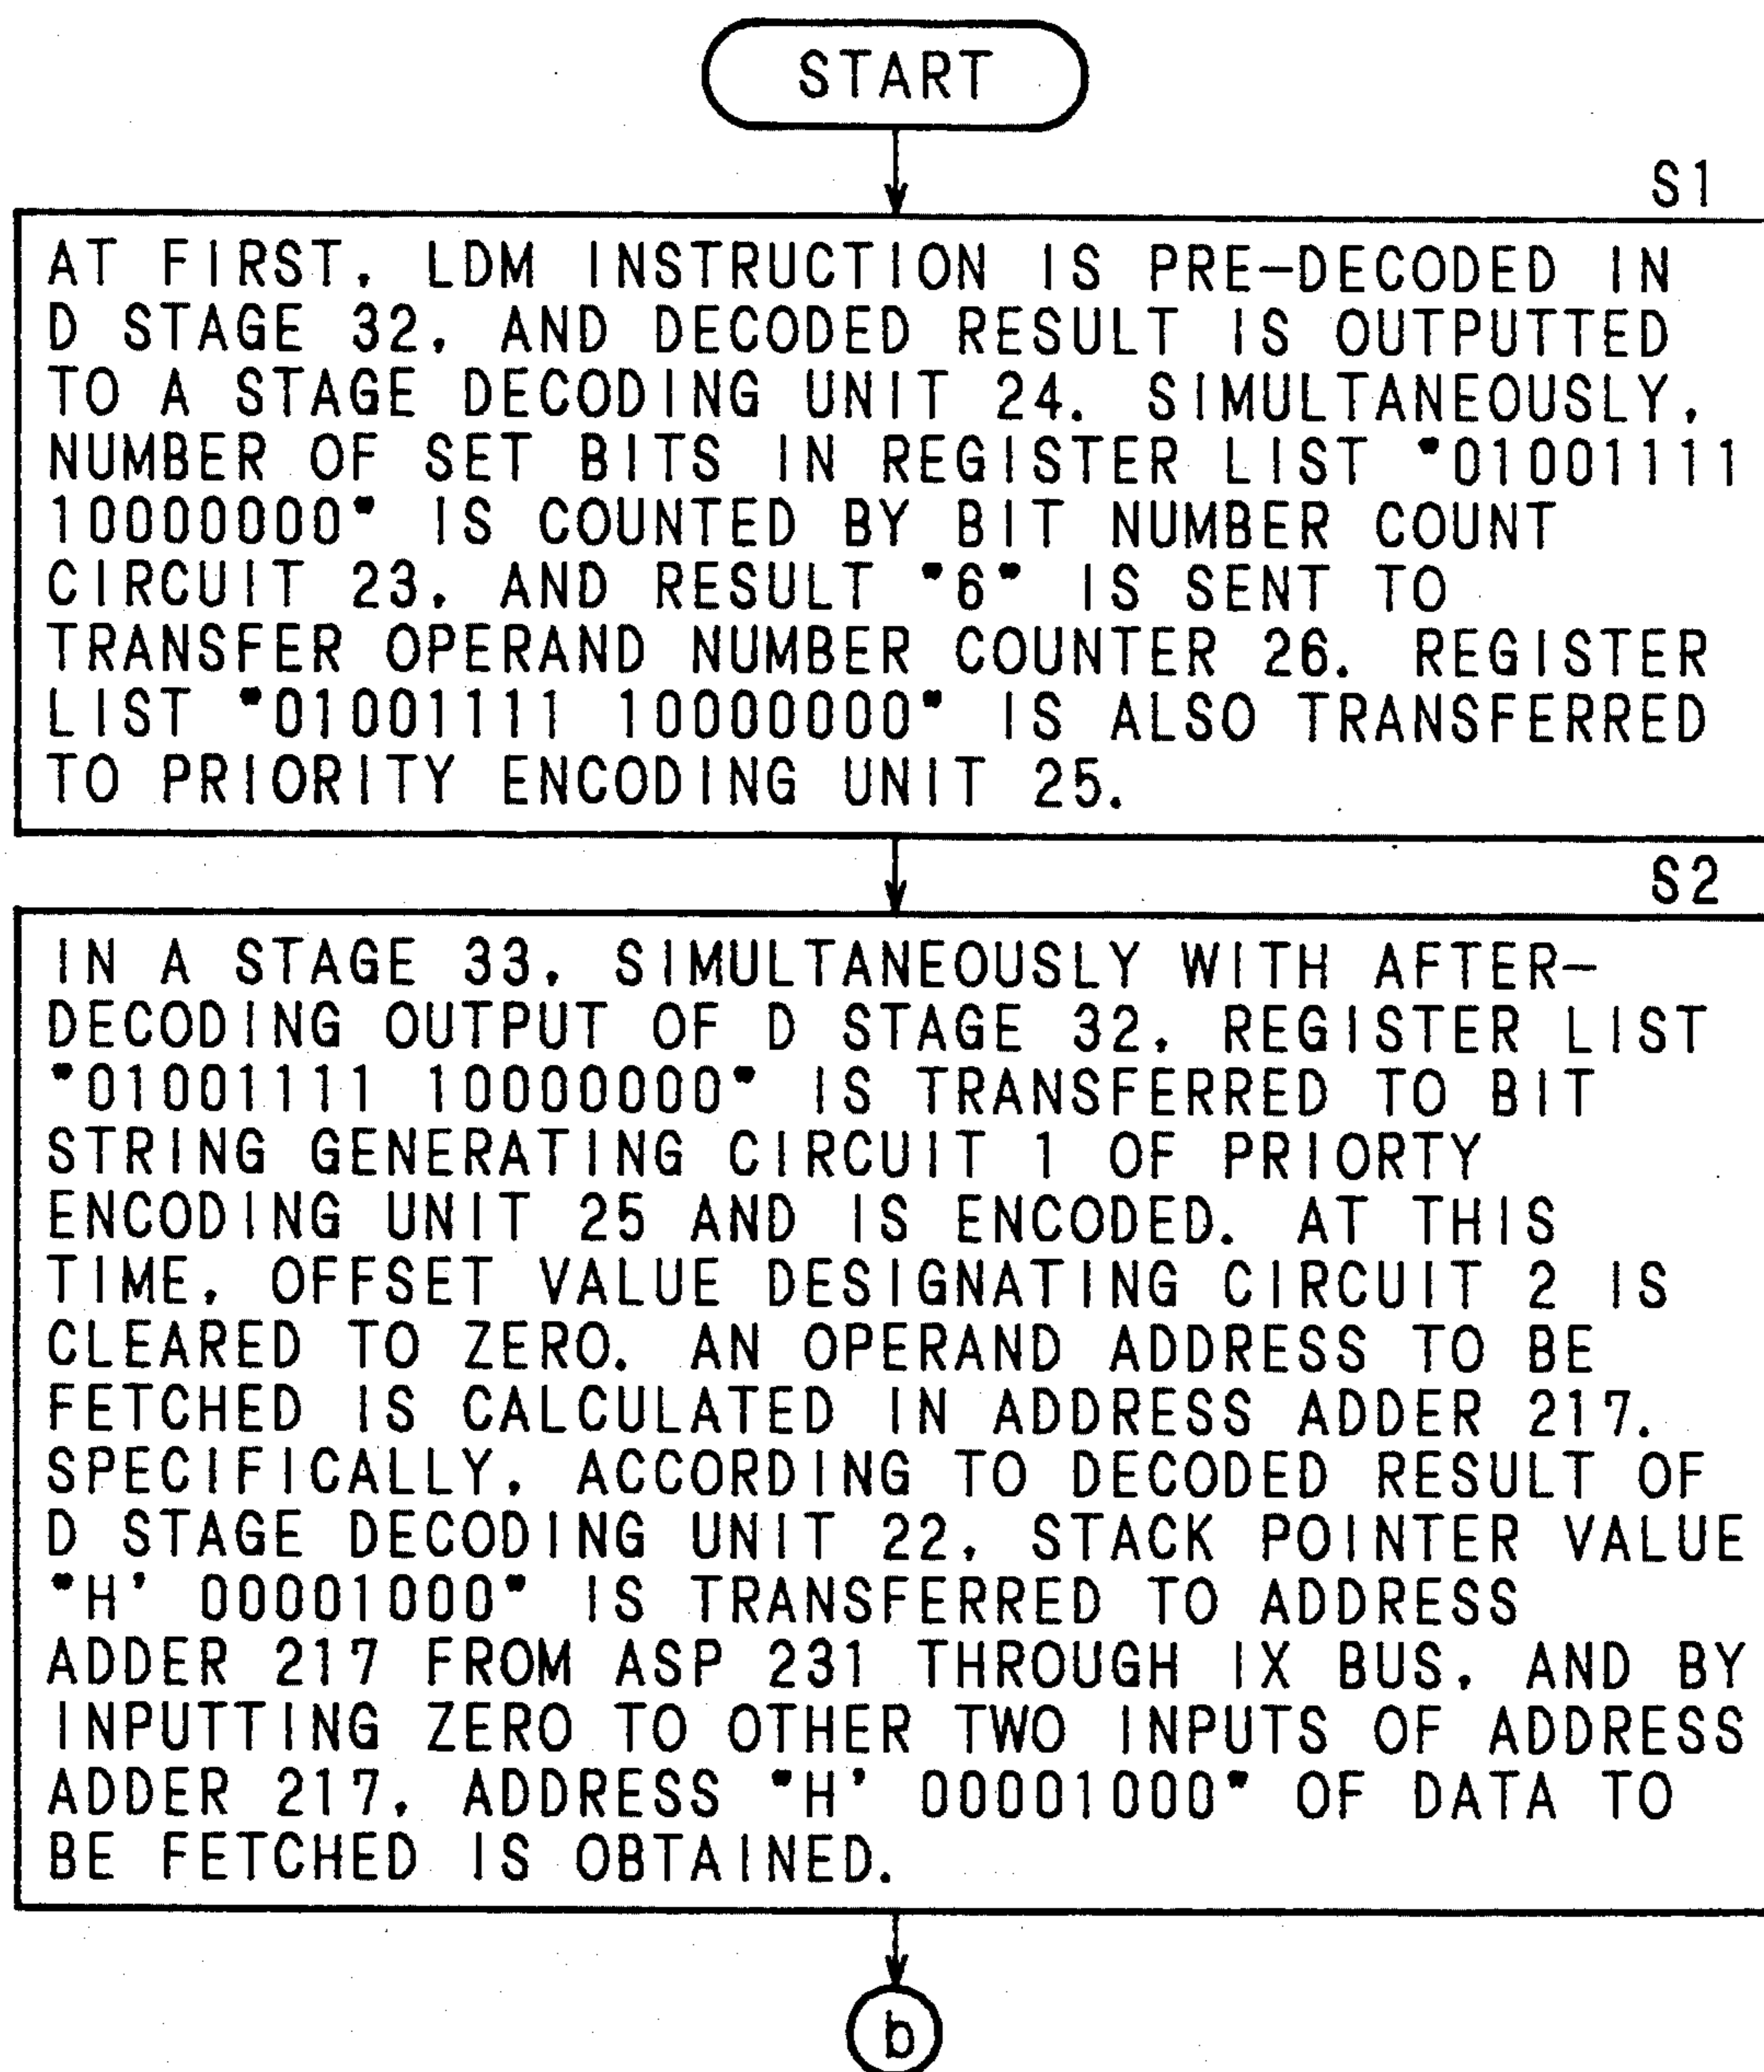 START
S1
AT FIRST, LDM INSTRUCTION IS PRE-DECODED IN
D STAGE 32, AND DECODED RESULT IS OUTPUTTED
TO A STAGE DECODING UNIT 24. SIMULTANEOUSLY,
NUMBER OF SET BITS IN REGISTER LIST "01001111
10000000" IS COUNTED BY BIT NUMBER COUNT
CIRCUIT 23, AND RESULT "6" IS SENT TO
TRANSFER OPERAND NUMBER COUNTER 26. REGISTER
LIST "01001111 10000000" IS ALSO TRANSFERRED
TO PRIORITY ENCODING UNIT 25.
S2
IN A STAGE 33, SIMULTANEOUSLY WITH AFTER-
DECODING OUTPUT OF D STAGE 32, REGISTER LIST
"01001111 10000000" IS TRANSFERRED TO BIT
STRING GENERATING CIRCUIT 1 OF PRIORTY
ENCODING UNIT 25 AND IS ENCODED. AT THIS
TIME, OFFSET VALUE DESIGNATING CIRCUIT 2 IS
CLEARED TO ZERO. AN OPERAND ADDRESS TO BE
FETCHED IS CALCULATED IN ADDRESS ADDER 217.
SPECIFICALLY, ACCORDING TO DECODED RESULT OF
D STAGE DECODING UNIT 22, STACK POINTER VALUE
"H' 00001000" IS TRANSFERRED TO ADDRESS
ADDER 217 FROM ASP 231 THROUGH IX BUS, AND BY
INPUTTING ZERO TO OTHER TWO INPUTS OF ADDRESS
ADDER 217, ADDRESS "H' 00001000" OF DATA TO
BE FETCHED IS OBTAINED.
b